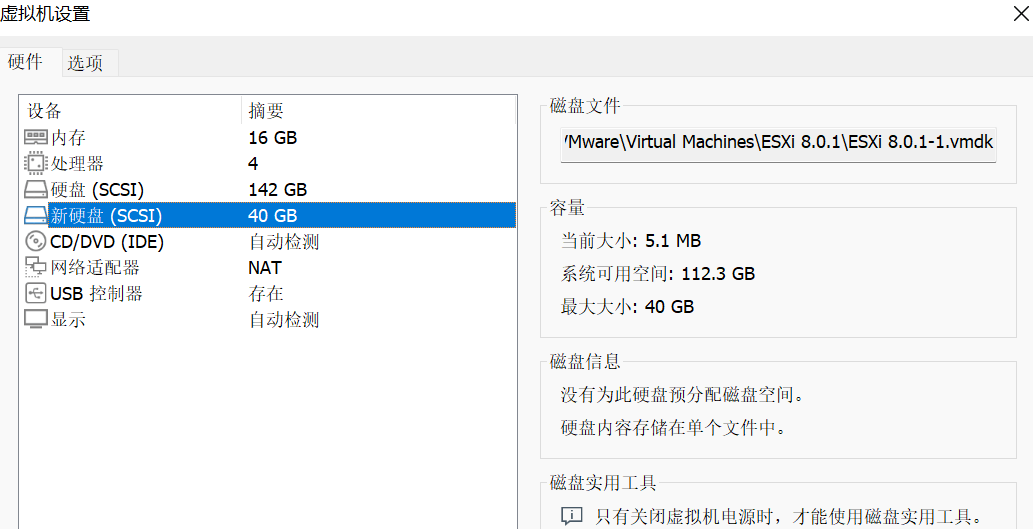 虚拟机设置
硬件 选项
设备 摘要
内存 16 GB
处理器 4
硬盘 (SCSI) 142 GB
新硬盘 (SCSI) 40 GB
CD/DVD (IDE) 自动检测
网络适配器 NAT
USB 控制器 存在
显示 自动检测
磁盘文件
'Mware\Virtual Machines\ESXi 8.0.1\ESXi 8.0.1-1.vmdk
容量
当前大小: 5.1 MB
系统可用空间: 112.3 GB
最大大小: 40 GB
磁盘信息
没有为此硬盘预分配磁盘空间。
硬盘内容存储在单个文件中。
磁盘实用工具
只有关闭虚拟机电源时，才能使用磁盘实用工具。